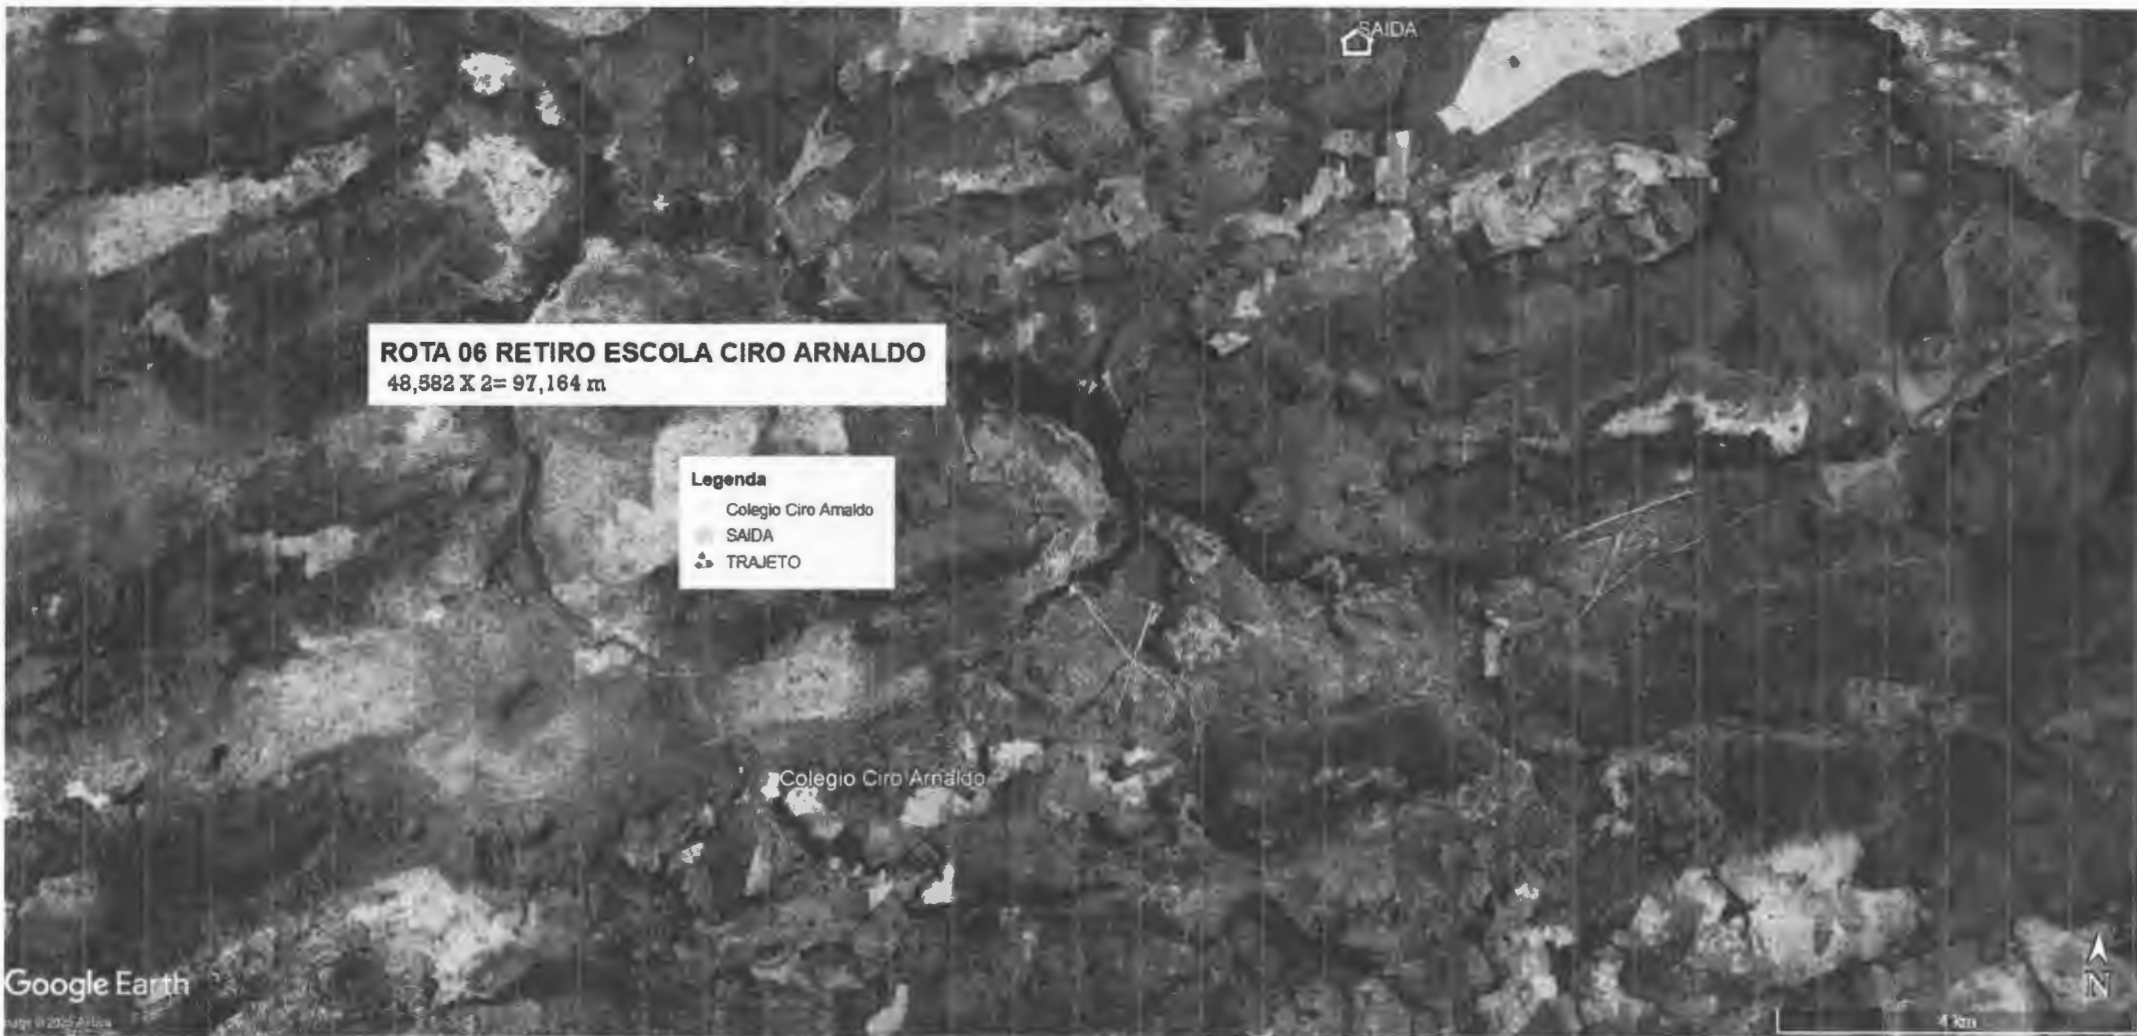 SAIDA
ROTA 06 RETIRO ESCOLA CIRO ARNALDO
48,582 X 2= 97,164 m
Legenda
Colegio Ciro Arnaldo
SAIDA
TRAJETO
Colegio Ciro Arnaldo
Google Earth
N
4 km